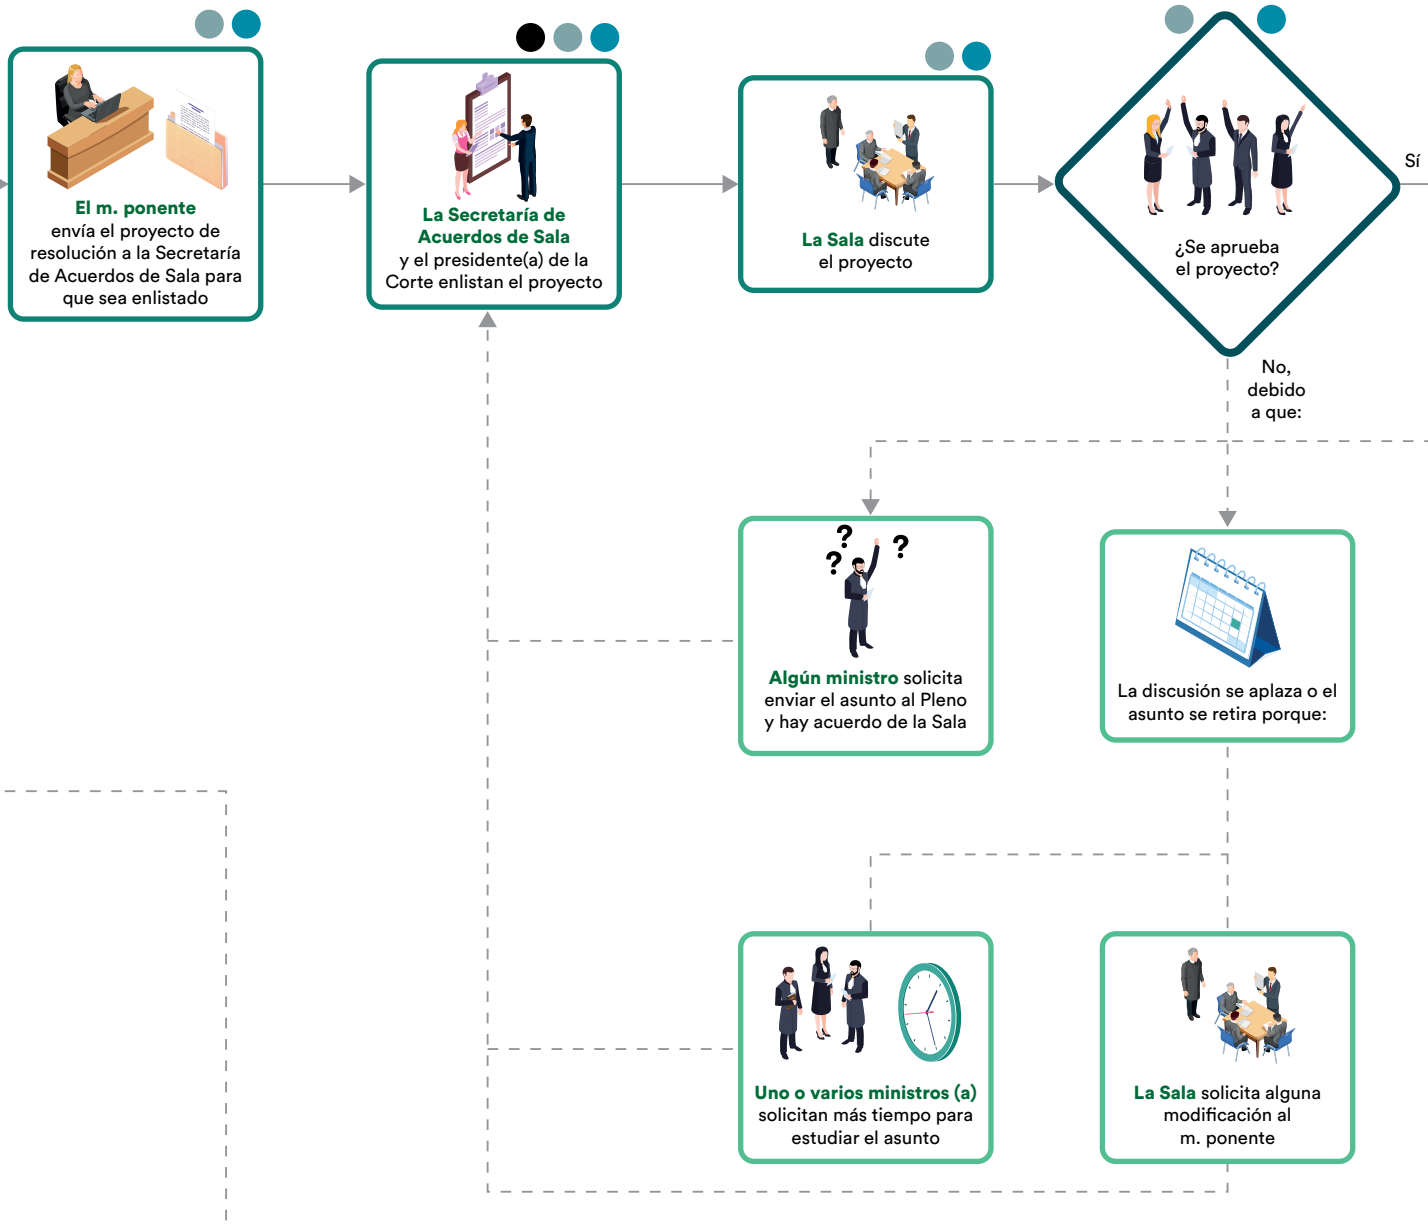 El m. ponente
envía el proyecto de
resolución a la Secretaría
de Acuerdos de Sala para
que sea enlistado
La Secretaría de
Acuerdos de Sala
y el presidente(a) de la
Corte enlistan el proyecto
La Sala discute
el proyecto
¿Se aprueba
el proyecto?
Sí
No,
debido
a que:
?
?
?
Algún ministro solicita
enviar el asunto al Pleno
y hay acuerdo de la Sala
La discusión se aplaza o el
asunto se retira porque:
Uno o varios ministros (a)
solicitan más tiempo para
estudiar el asunto
La Sala solicita alguna
modificación al
m. ponente